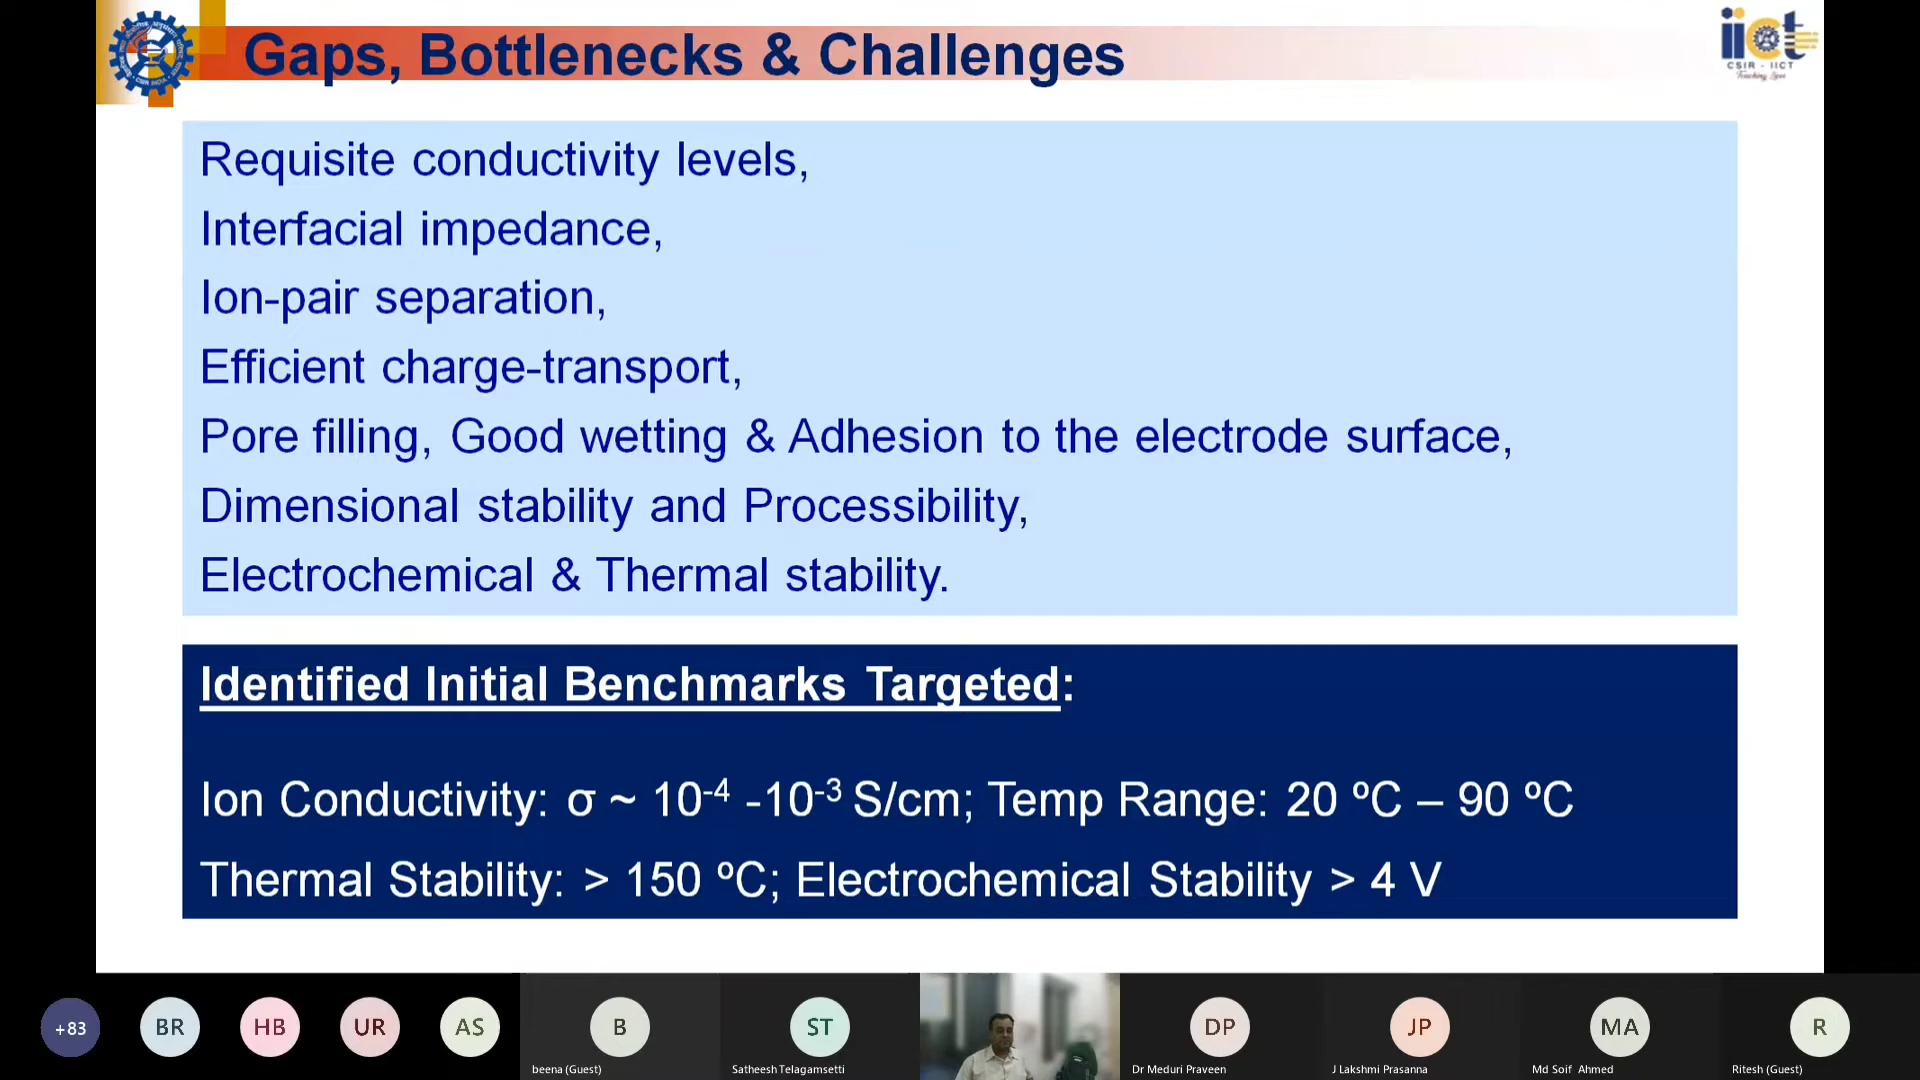 Gaps, Bottlenecks & Challenges
iict
CSIR - IICT
Touching lives
Requisite conductivity levels,
Interfacial impedance,
Ion-pair separation,
Efficient charge-transport,
Pore filling, Good wetting & Adhesion to the electrode surface,
Dimensional stability and Processibility,
Electrochemical & Thermal stability.
Identified Initial Benchmarks Targeted:
Ion Conductivity: σ ~ 10⁻⁴ -10⁻³ S/cm; Temp Range: 20 ºC – 90 ºC
Thermal Stability: > 150 ºC; Electrochemical Stability > 4 V
+83 BR HB UR AS B ST DP JP MA R
beena (Guest) Satheesh Telagamsetti Dr Meduri Praveen J Lakshmi Prasanna Md Soif Ahmed Ritesh (Guest)